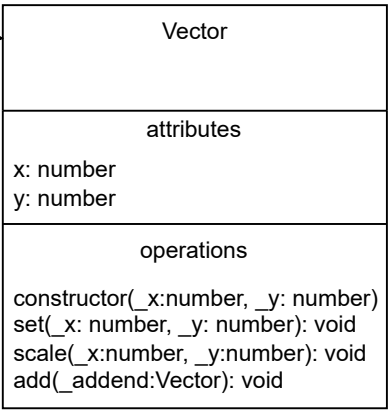 Vector
attributes
x: number
y: number
operations
constructor(_x:number, _y: number)
set(_x: number, _y: number): void
scale(_x:number, _y:number): void
add(_addend:Vector): void